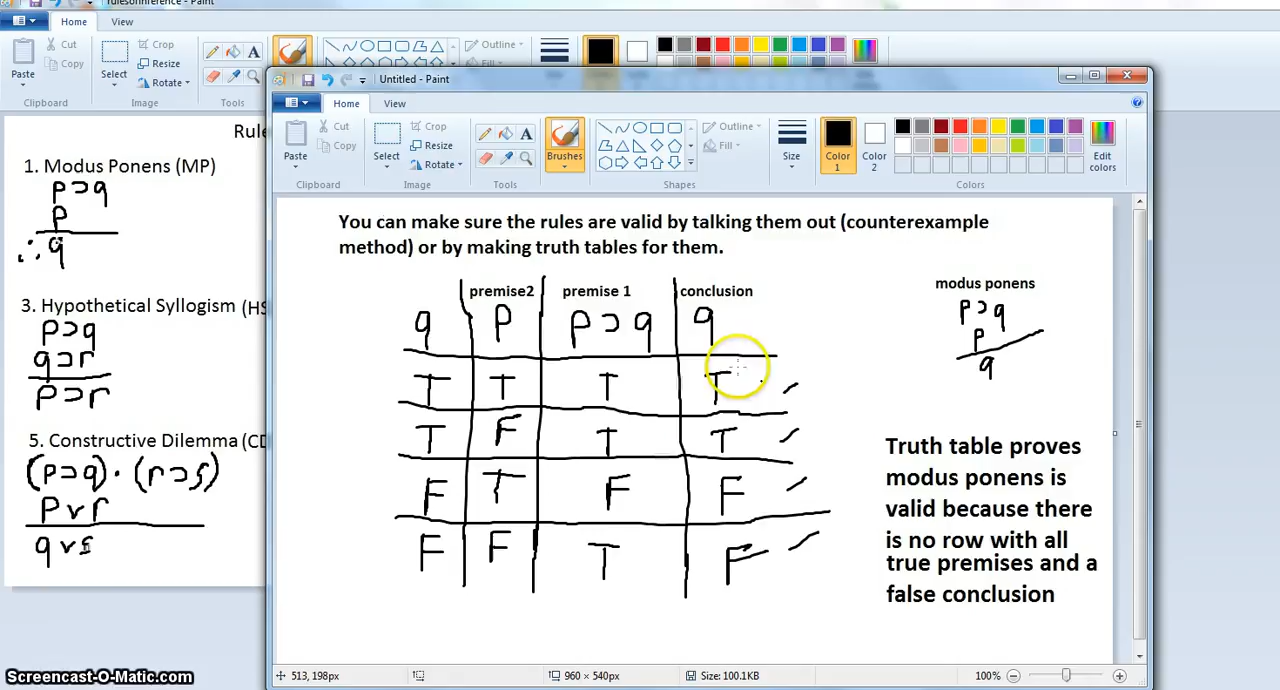 rulesofinference - Paint
Home View
Cut
Copy
Paste
Clipboard
Select
Crop
Resize
Rotate
Image
Tools
Outline
Fill
Untitled - Paint
Home View
Cut
Copy
Paste
Clipboard
Select
Crop
Resize
Rotate
Image
A
Tools
Brushes
Outline
Fill
Shapes
Size
Color 1
Color 2
Edit colors
Colors
Rule
1. Modus Ponens (MP)
p ⊃ q
p
∴ q
3. Hypothetical Syllogism (HS
p ⊃ q
q ⊃ r
p ⊃ r
5. Constructive Dilemma (CD
(p ⊃ q) · (r ⊃ s)
p v r
q v s
You can make sure the rules are valid by talking them out (counterexample
method) or by making truth tables for them.
premise2 premise 1 conclusion
q p p ⊃ q q
T T T T
T F T T
F T F F
F F T F
modus ponens
p ⊃ q
p
q
Truth table proves
modus ponens is
valid because there
is no row with all
true premises and a
false conclusion
513, 198px
960 × 540px
Size: 100.1KB
100%
Screencast-O-Matic.com